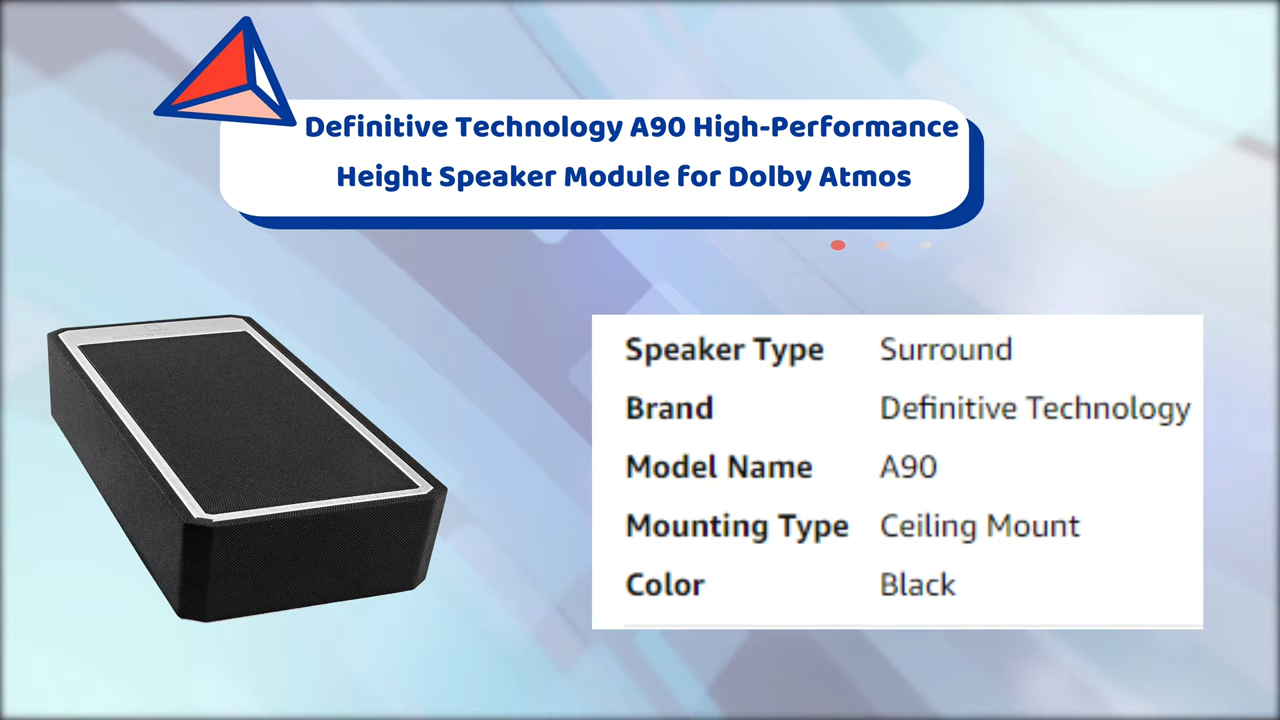 Definitive Technology A90 High-Performance
Height Speaker Module for Dolby Atmos
Speaker Type Surround
Brand Definitive Technology
Model Name A90
Mounting Type Ceiling Mount
Color Black